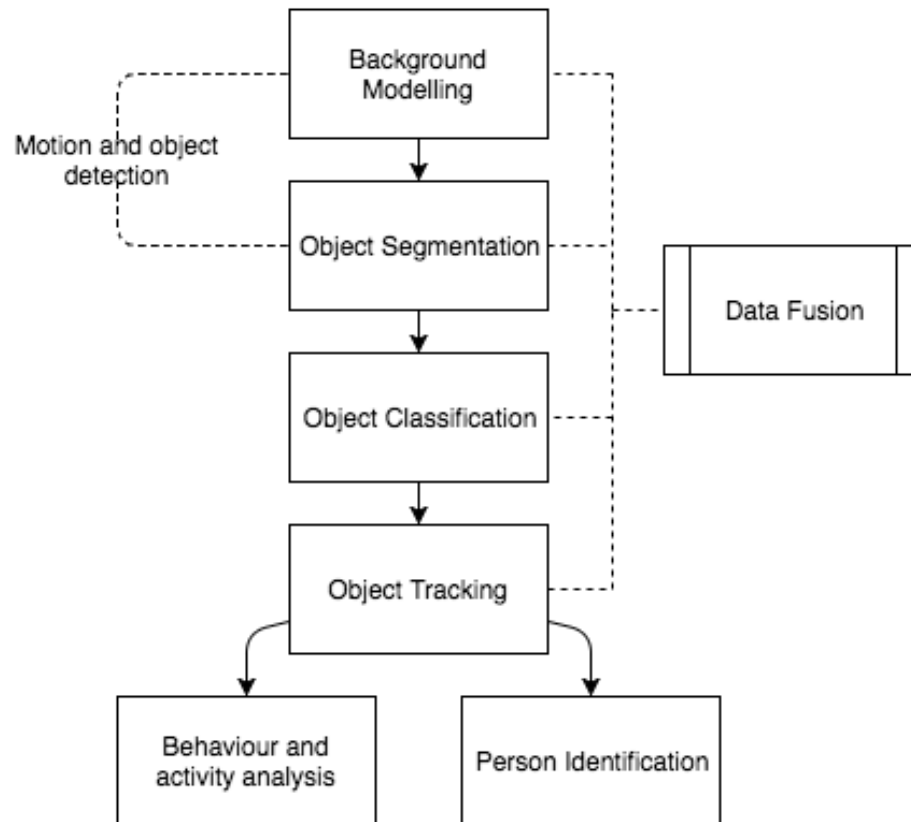 Background
Modelling
Motion and object
detection
Object Segmentation
Data Fusion
Object Classification
Object Tracking
Behaviour and
activity analysis
Person Identification